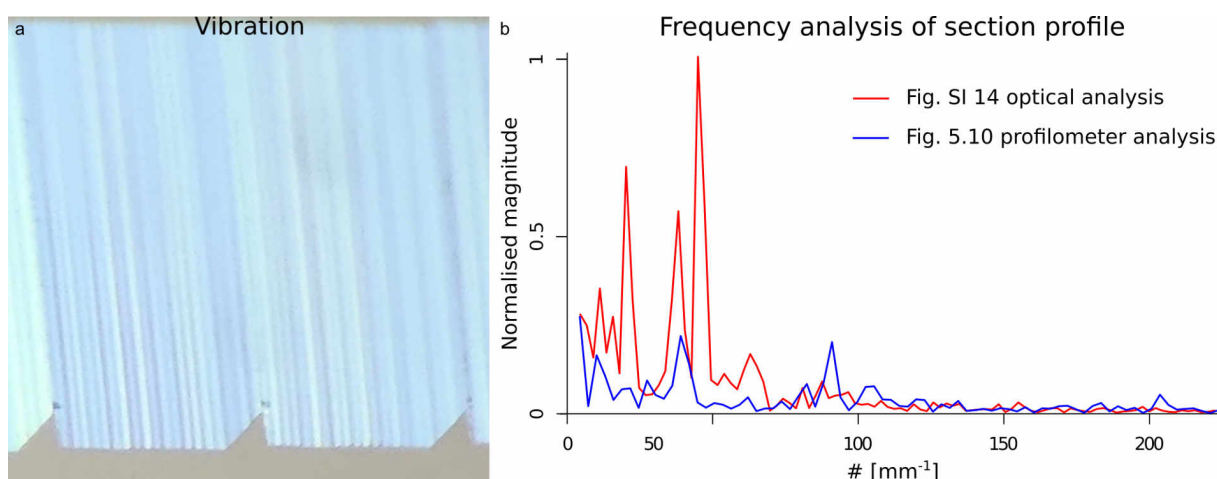 a
Vibration
b
Frequency analysis of section profile
Normalised magnitude
1
0.5
0
Fig. SI 14 optical analysis
Fig. 5.10 profilometer analysis
0
50
100
150
200
# [mm-1]